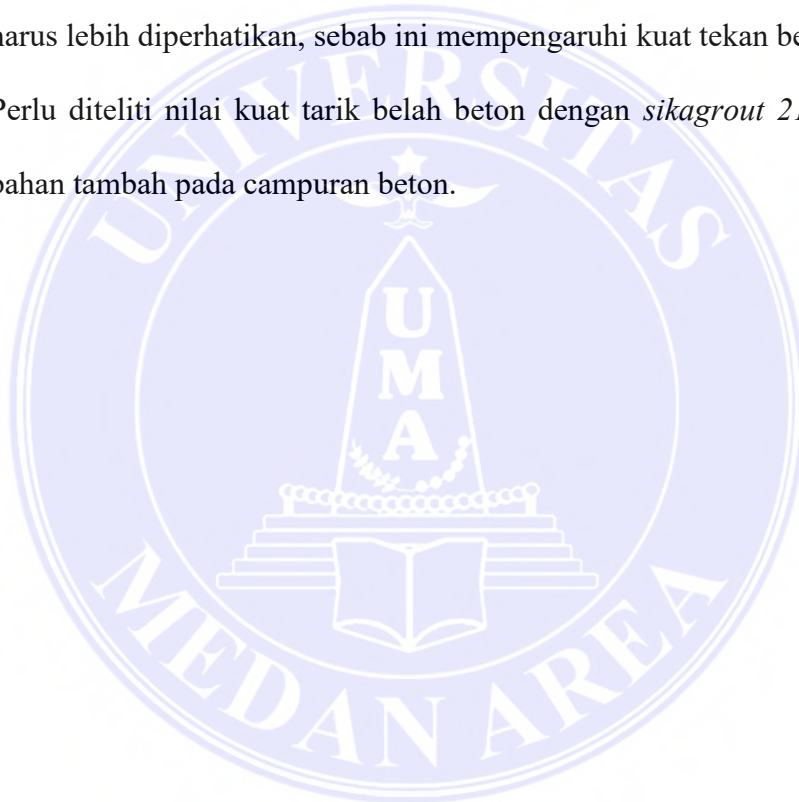 harus lebih diperhatikan, sebab ini mempengaruhi kuat tekan
Perlu diteliti nilai kuat tarik belah beton dengan sikagrout
bahan tambah pada campuran beton.
UNIVERSITAS
UMA
MEDAN AREA